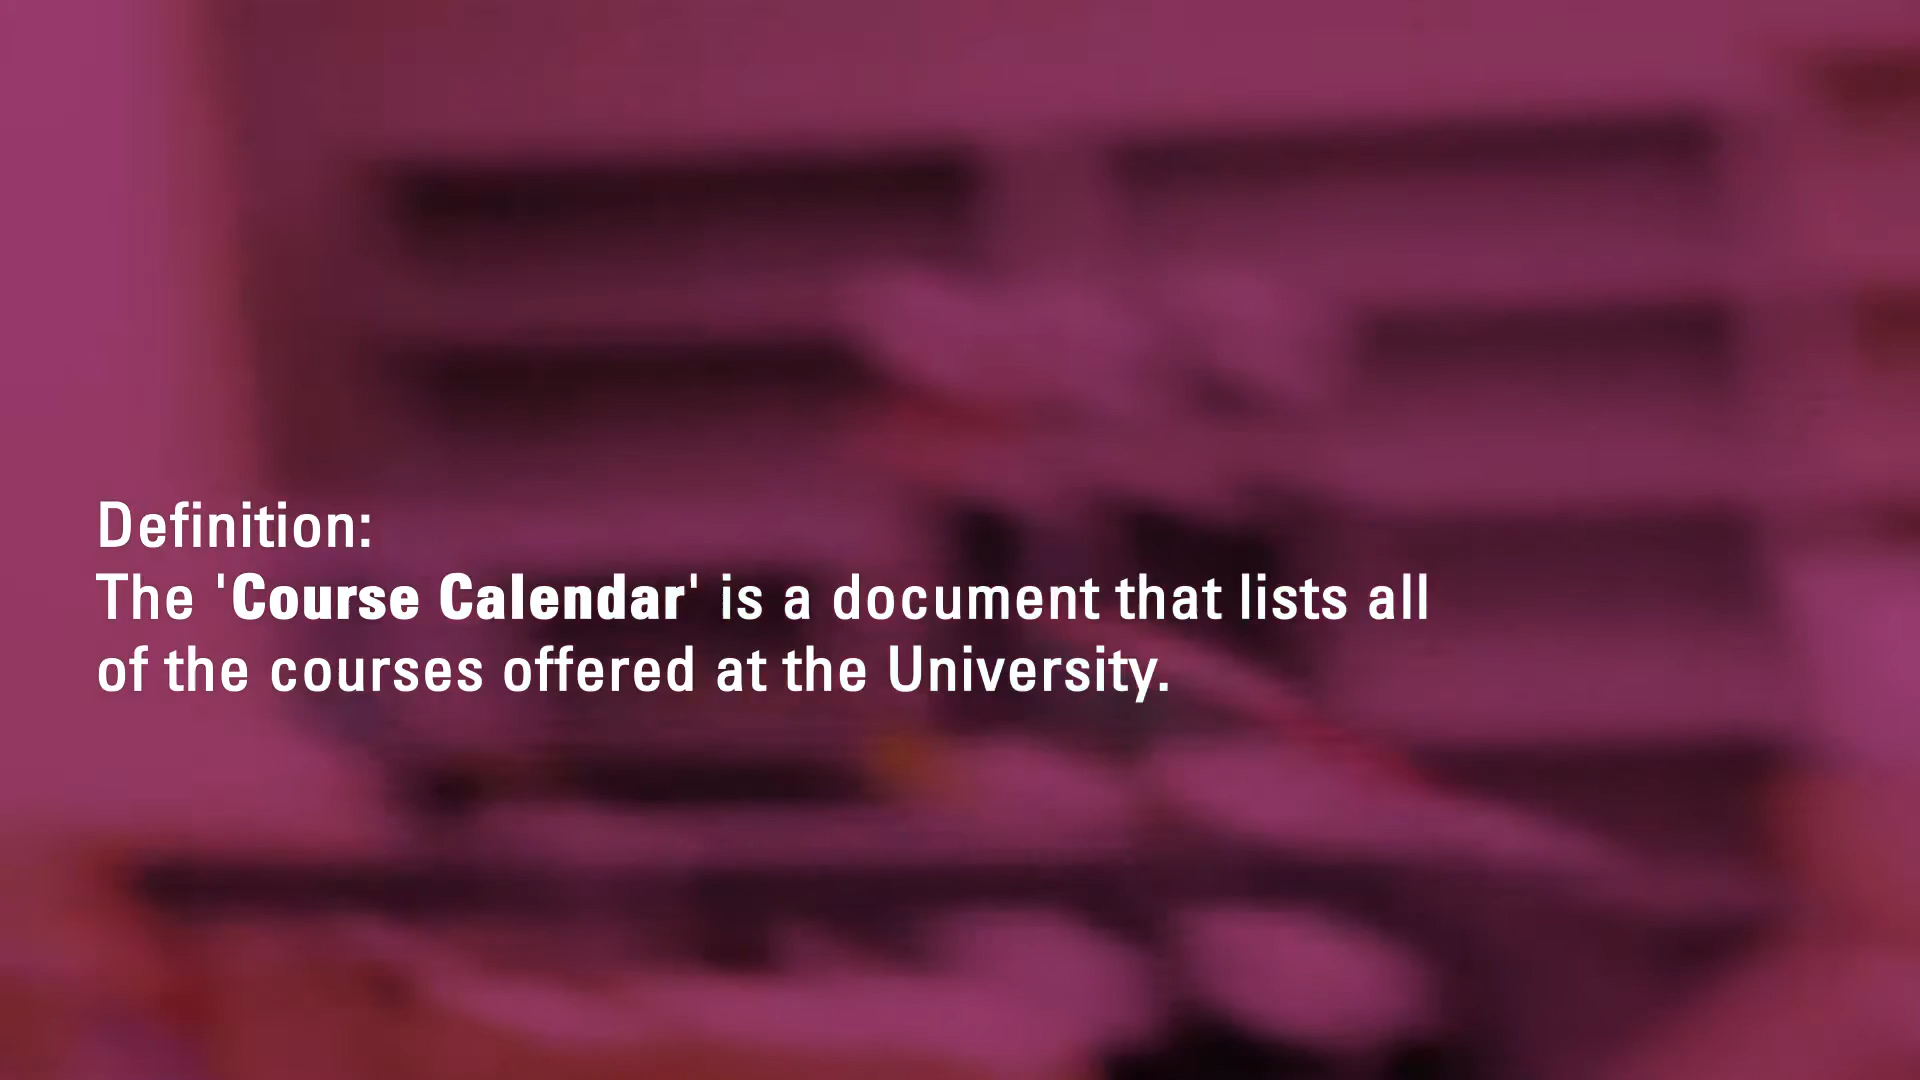 Definition:
The 'Course Calendar' is a document that lists all
of the courses offered at the University.